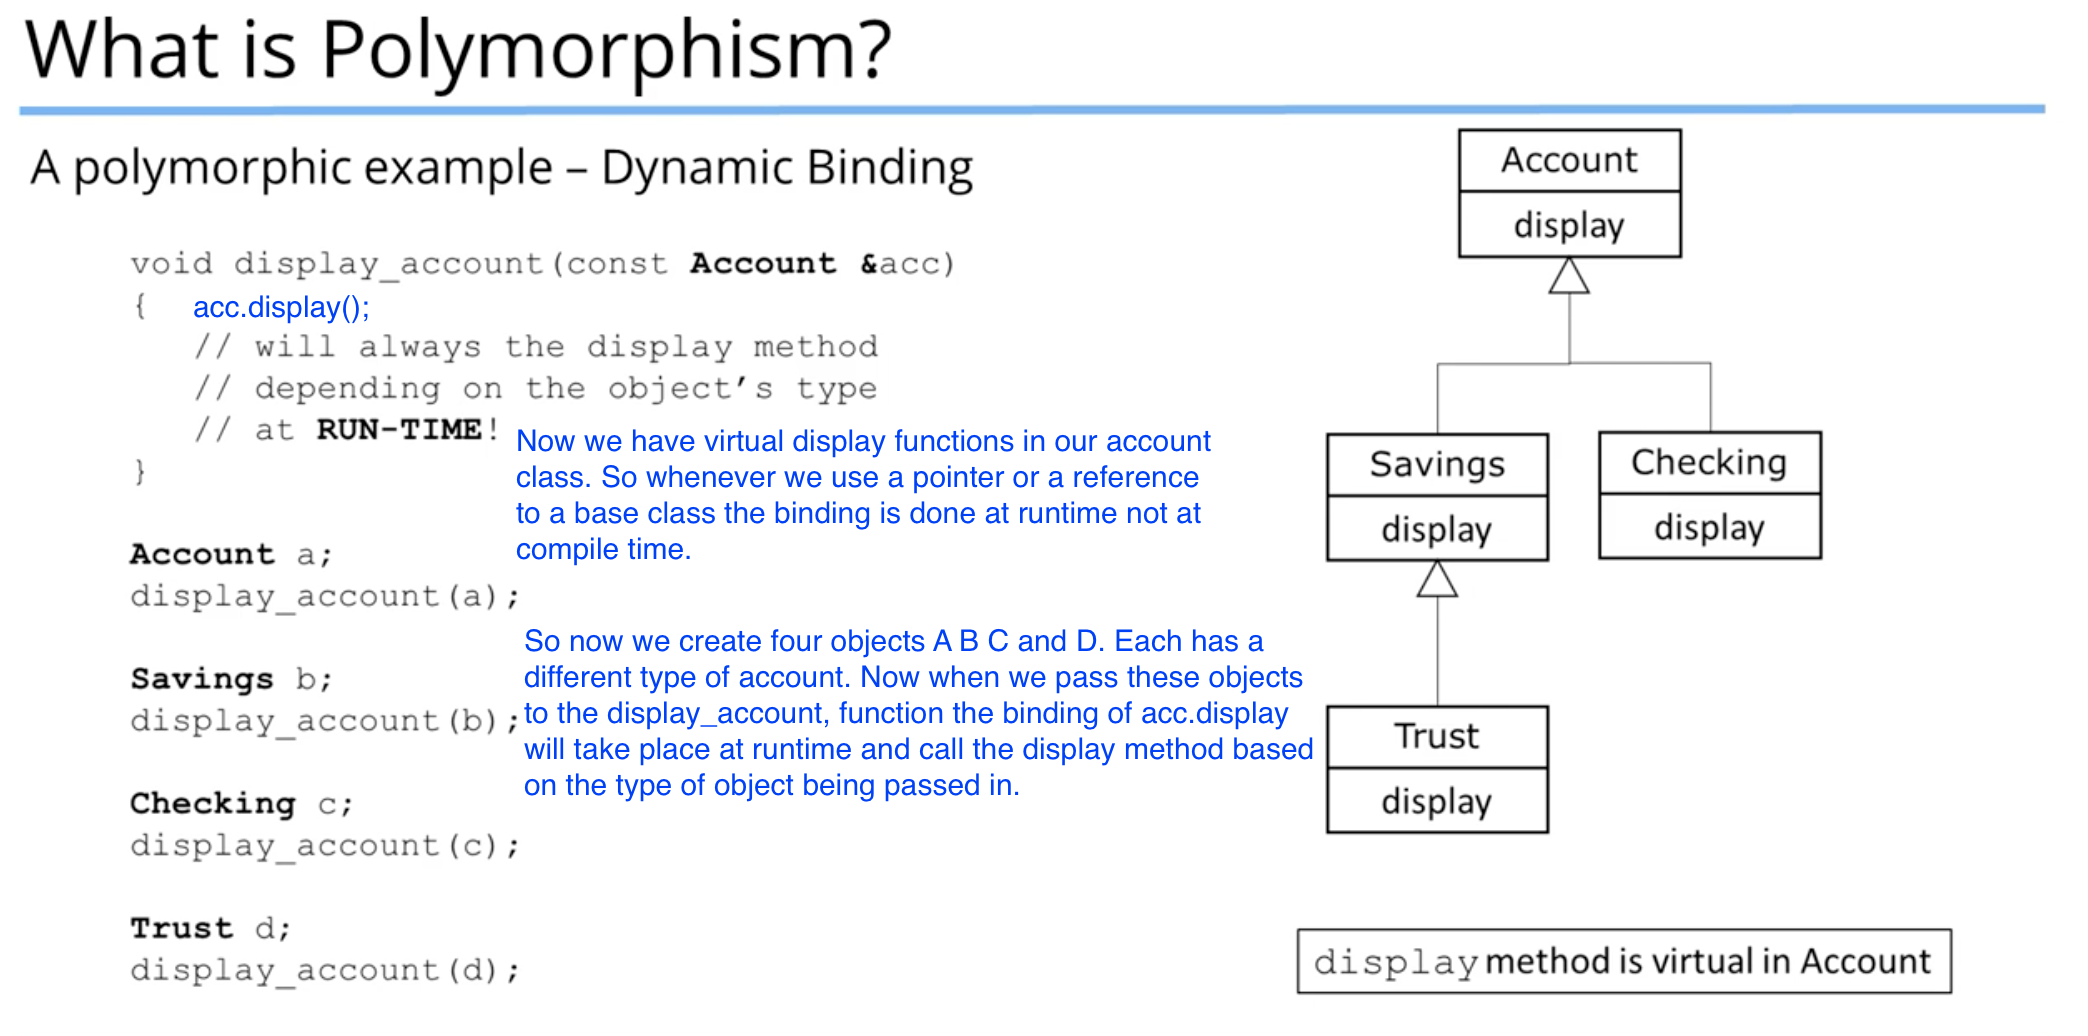 What is Polymorphism?
A polymorphic example – Dynamic Binding
void display_account(const Account &acc)
{ acc.display();
// will always the display method
// depending on the object’s type
// at RUN-TIME!
}
Now we have virtual display functions in our account
class. So whenever we use a pointer or a reference
to a base class the binding is done at runtime not at
compile time.
Account a;
display_account(a);
Savings b;
display_account(b);
So now we create four objects A B C and D. Each has a
different type of account. Now when we pass these objects
to the display_account, function the binding of acc.display
will take place at runtime and call the display method based
on the type of object being passed in.
Checking c;
display_account(c);
Trust d;
display_account(d);
Account
display
Savings
display
Checking
display
Trust
display
display method is virtual in Account